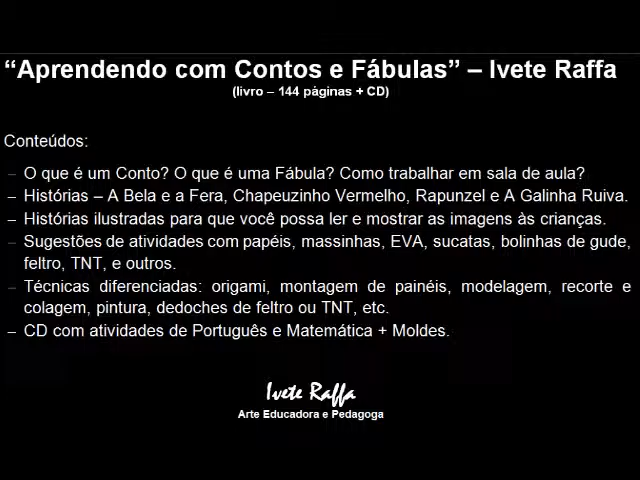 “Aprendendo com Contos e Fábulas” – Ivete Raffa
(livro – 144 páginas + CD)
Conteúdos:
– O que é um Conto? O que é uma Fábula? Como trabalhar em sala de aula?
– Histórias – A Bela e a Fera, Chapeuzinho Vermelho, Rapunzel e A Galinha Ruiva.
– Histórias ilustradas para que você possa ler e mostrar as imagens às crianças.
– Sugestões de atividades com papéis, massinhas, EVA, sucatas, bolinhas de gude,
feltro, TNT, e outros.
– Técnicas diferenciadas: origami, montagem de painéis, modelagem, recorte e
colagem, pintura, dedoches de feltro ou TNT, etc.
– CD com atividades de Português e Matemática + Moldes.
Ivete Raffa
Arte Educadora e Pedagoga